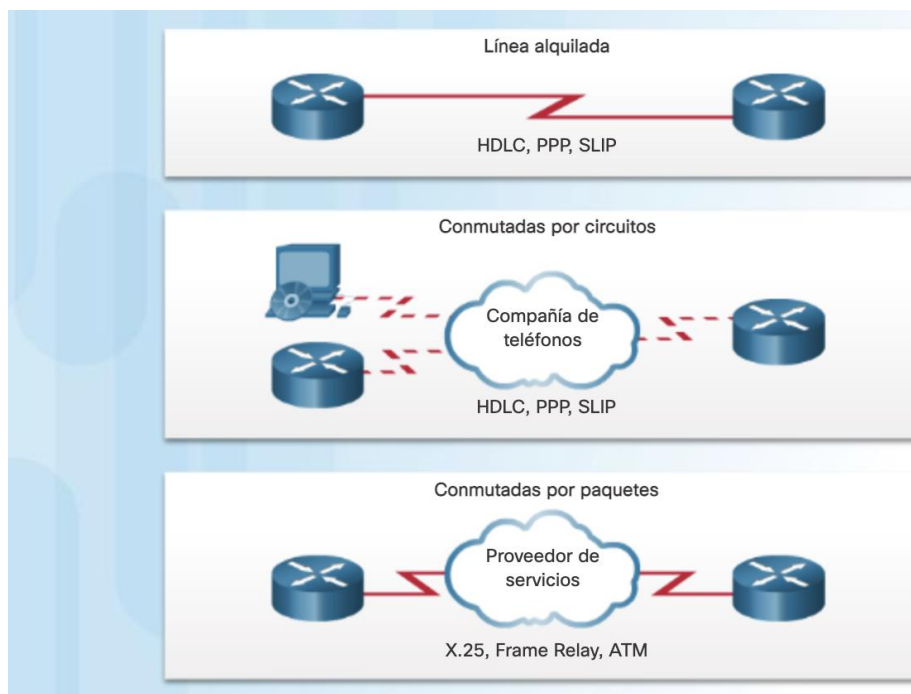 Línea alquilada
HDLC, PPP, SLIP
Conmutadas por circuitos
Compañía de
teléfonos
HDLC, PPP, SLIP
Conmutadas por paquetes
Proveedor de
servicios
X.25, Frame Relay, ATM